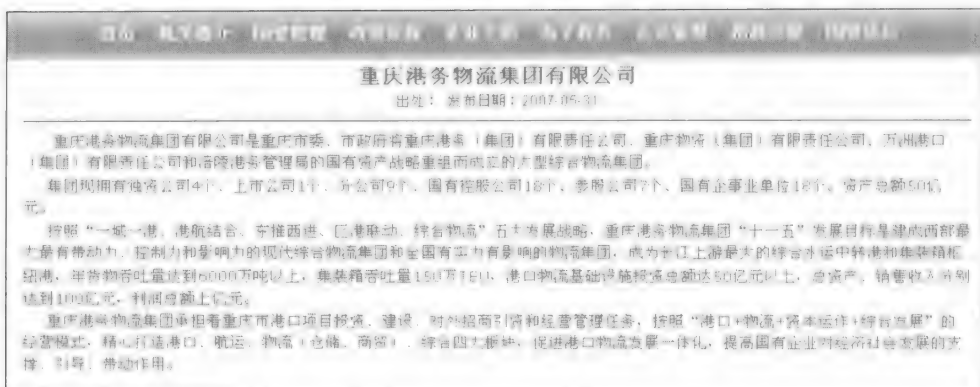 重庆港务物流集团有限公司
出处： 发布日期：2007-05-31
重庆港务物流集团有限公司是重庆市委、市政府将重庆港务（集团）有限责任公司、重庆物资（集团）有限责任公司、万州港口
（集团）有限责任公司和涪陵港务管理局的国有资产战略重组而成立的大型综合物流集团。
集团现拥有独资公司4个、上市公司1个、分公司9个、国有控股公司18个、参股公司7个、国有企事业单位18个。资产总额50亿
元。
按照“一城一港、港航结合、东推西进、区港联动、综合物流”五大发展战略，重庆港务物流集团“十一五”发展目标是建成西部最
大最有带动力、控制力和影响力的现代综合物流集团和全国有实力有影响的物流集团，成为长江上游最大的综合水运中转港和集装箱枢
纽港，年货物吞吐量达到6000万吨以上，集装箱吞吐量150万TEU，港口物流基础设施投资总额达50亿元以上，总资产、销售收入分别
达到100亿元，利润总额上亿元。
重庆港务物流集团承担着重庆市港口项目投资、建设、对外招商引资和经营管理任务，按照“港口+物流+资本运作+综合发展”的
经营模式，精心打造港口、航运、物流（仓储、商贸）、综合四大板块，促进港口物流发展一体化，提高国有企业对经济社会发展的支
撑、引导、带动作用。